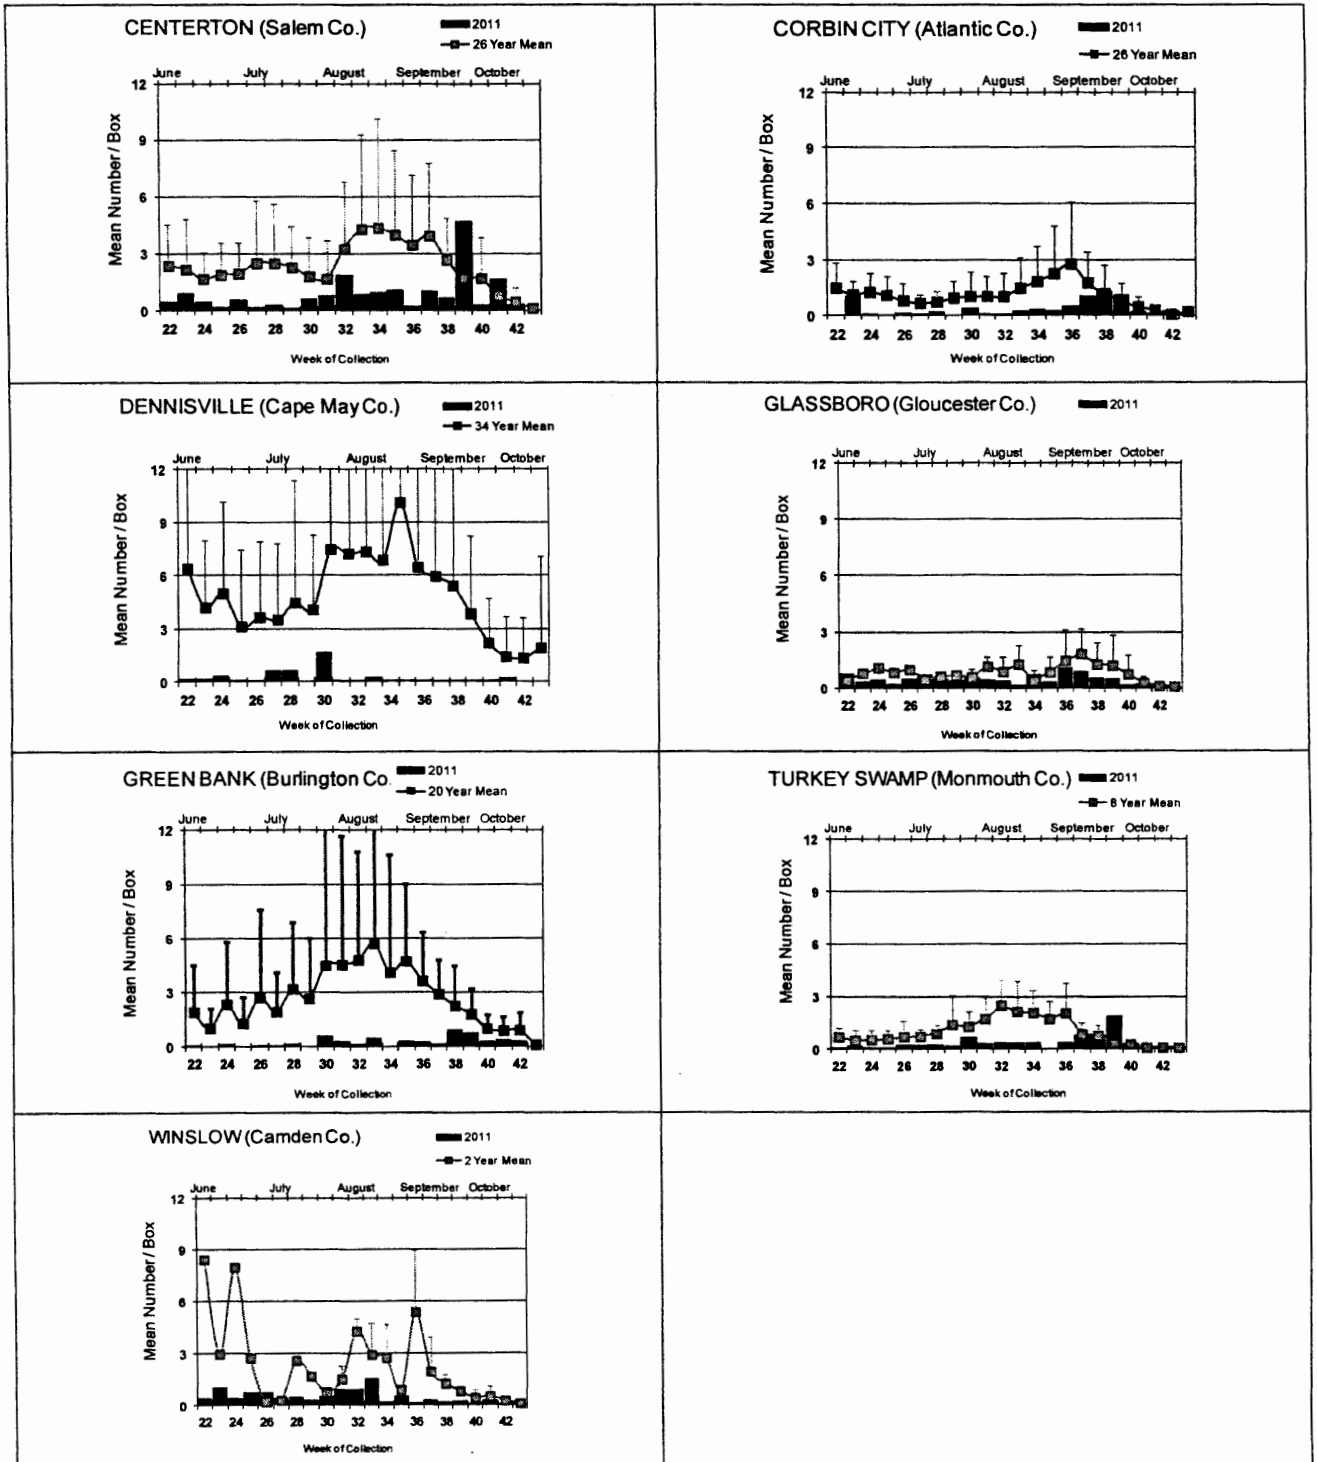 CENTERTON (Salem Co.)
2011
26 Year Mean
June July August September October
Mean Number / Box
12
9
6
3
0
22 24 26 28 30 32 34 36 38 40 42
Week of Collection
CORBIN CITY (Atlantic Co.)
2011
26 Year Mean
June July August September October
Mean Number / Box
12
9
6
3
0
22 24 26 28 30 32 34 36 38 40 42
Week of Collection
DENNISVILLE (Cape May Co.)
2011
34 Year Mean
June July August September October
Mean Number / Box
12
9
6
3
0
22 24 26 28 30 32 34 36 38 40 42
Week of Collection
GLASSBORO (Gloucester Co.)
2011
June July August September October
Mean Number / Box
12
9
6
3
0
22 24 26 28 30 32 34 36 38 40 42
Week of Collection
GREEN BANK (Burlington Co.
2011
20 Year Mean
June July August September October
Mean Number / Box
12
9
6
3
0
22 24 26 28 30 32 34 36 38 40 42
Week of Collection
TURKEY SWAMP (Monmouth Co.)
2011
8 Year Mean
June July August September October
Mean Number / Box
12
9
6
3
0
22 24 26 28 30 32 34 36 38 40 42
Week of Collection
WINSLOW (Camden Co.)
2011
2 Year Mean
June July August September October
Mean Number / Box
12
9
6
3
0
22 24 26 28 30 32 34 36 38 40 42
Week of Collection